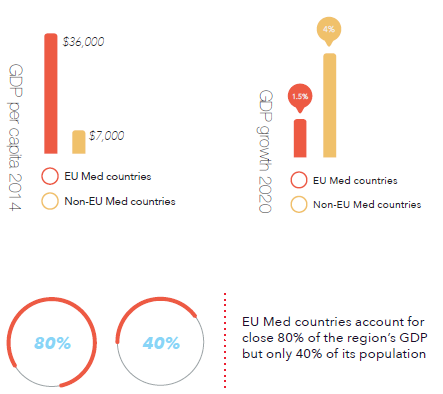 GDP per capita 2014
$36,000
$7,000
EU Med countries
Non-EU Med countries
GDP growth 2020
1.5%
4%
EU Med countries
Non-EU Med countries
80%
40%
EU Med countries account for
close 80% of the region's GDP
but only 40% of its population